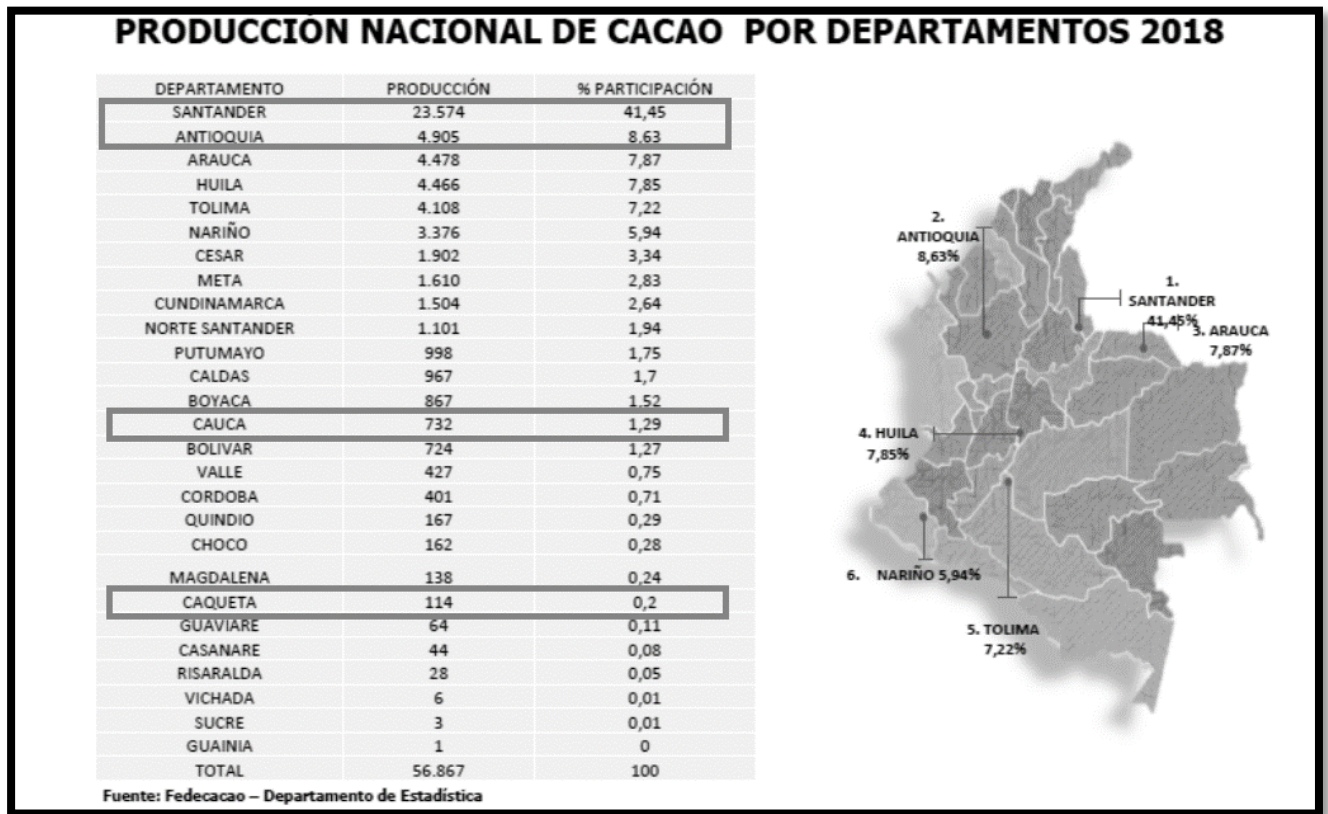 PRODUCCIÓN NACIONAL DE CACAO POR DEPARTAMENTOS 2018
DEPARTAMENTO PRODUCCIÓN % PARTICIPACIÓN
SANTANDER 23.574 41,45
ANTIOQUIA 4.905 8,63
ARAUCA 4.478 7,87
HUILA 4.466 7,85
TOLIMA 4.108 7,22
NARIÑO 3.376 5,94
CESAR 1.902 3,34
META 1.610 2,83
CUNDINAMARCA 1.504 2,64
NORTE SANTANDER 1.101 1,94
PUTUMAYO 998 1,75
CALDAS 967 1,7
BOYACA 867 1,52
CAUCA 732 1,29
BOLIVAR 724 1,27
VALLE 427 0,75
CORDOBA 401 0,71
QUINDIO 167 0,29
CHOCO 162 0,28
MAGDALENA 138 0,24
CAQUETA 114 0,2
GUAVIARE 64 0,11
CASANARE 44 0,08
RISARALDA 28 0,05
VICHADA 6 0,01
SUCRE 3 0,01
GUAINIA 1 0
TOTAL 56.867 100
Fuente: Fedecacao – Departamento de Estadística
2.
ANTIOQUIA
8,63%
1.
SANTANDER
41,45%
3. ARAUCA
7,87%
4. HUILA
7,85%
6. NARIÑO 5,94%
5. TOLIMA
7,22%